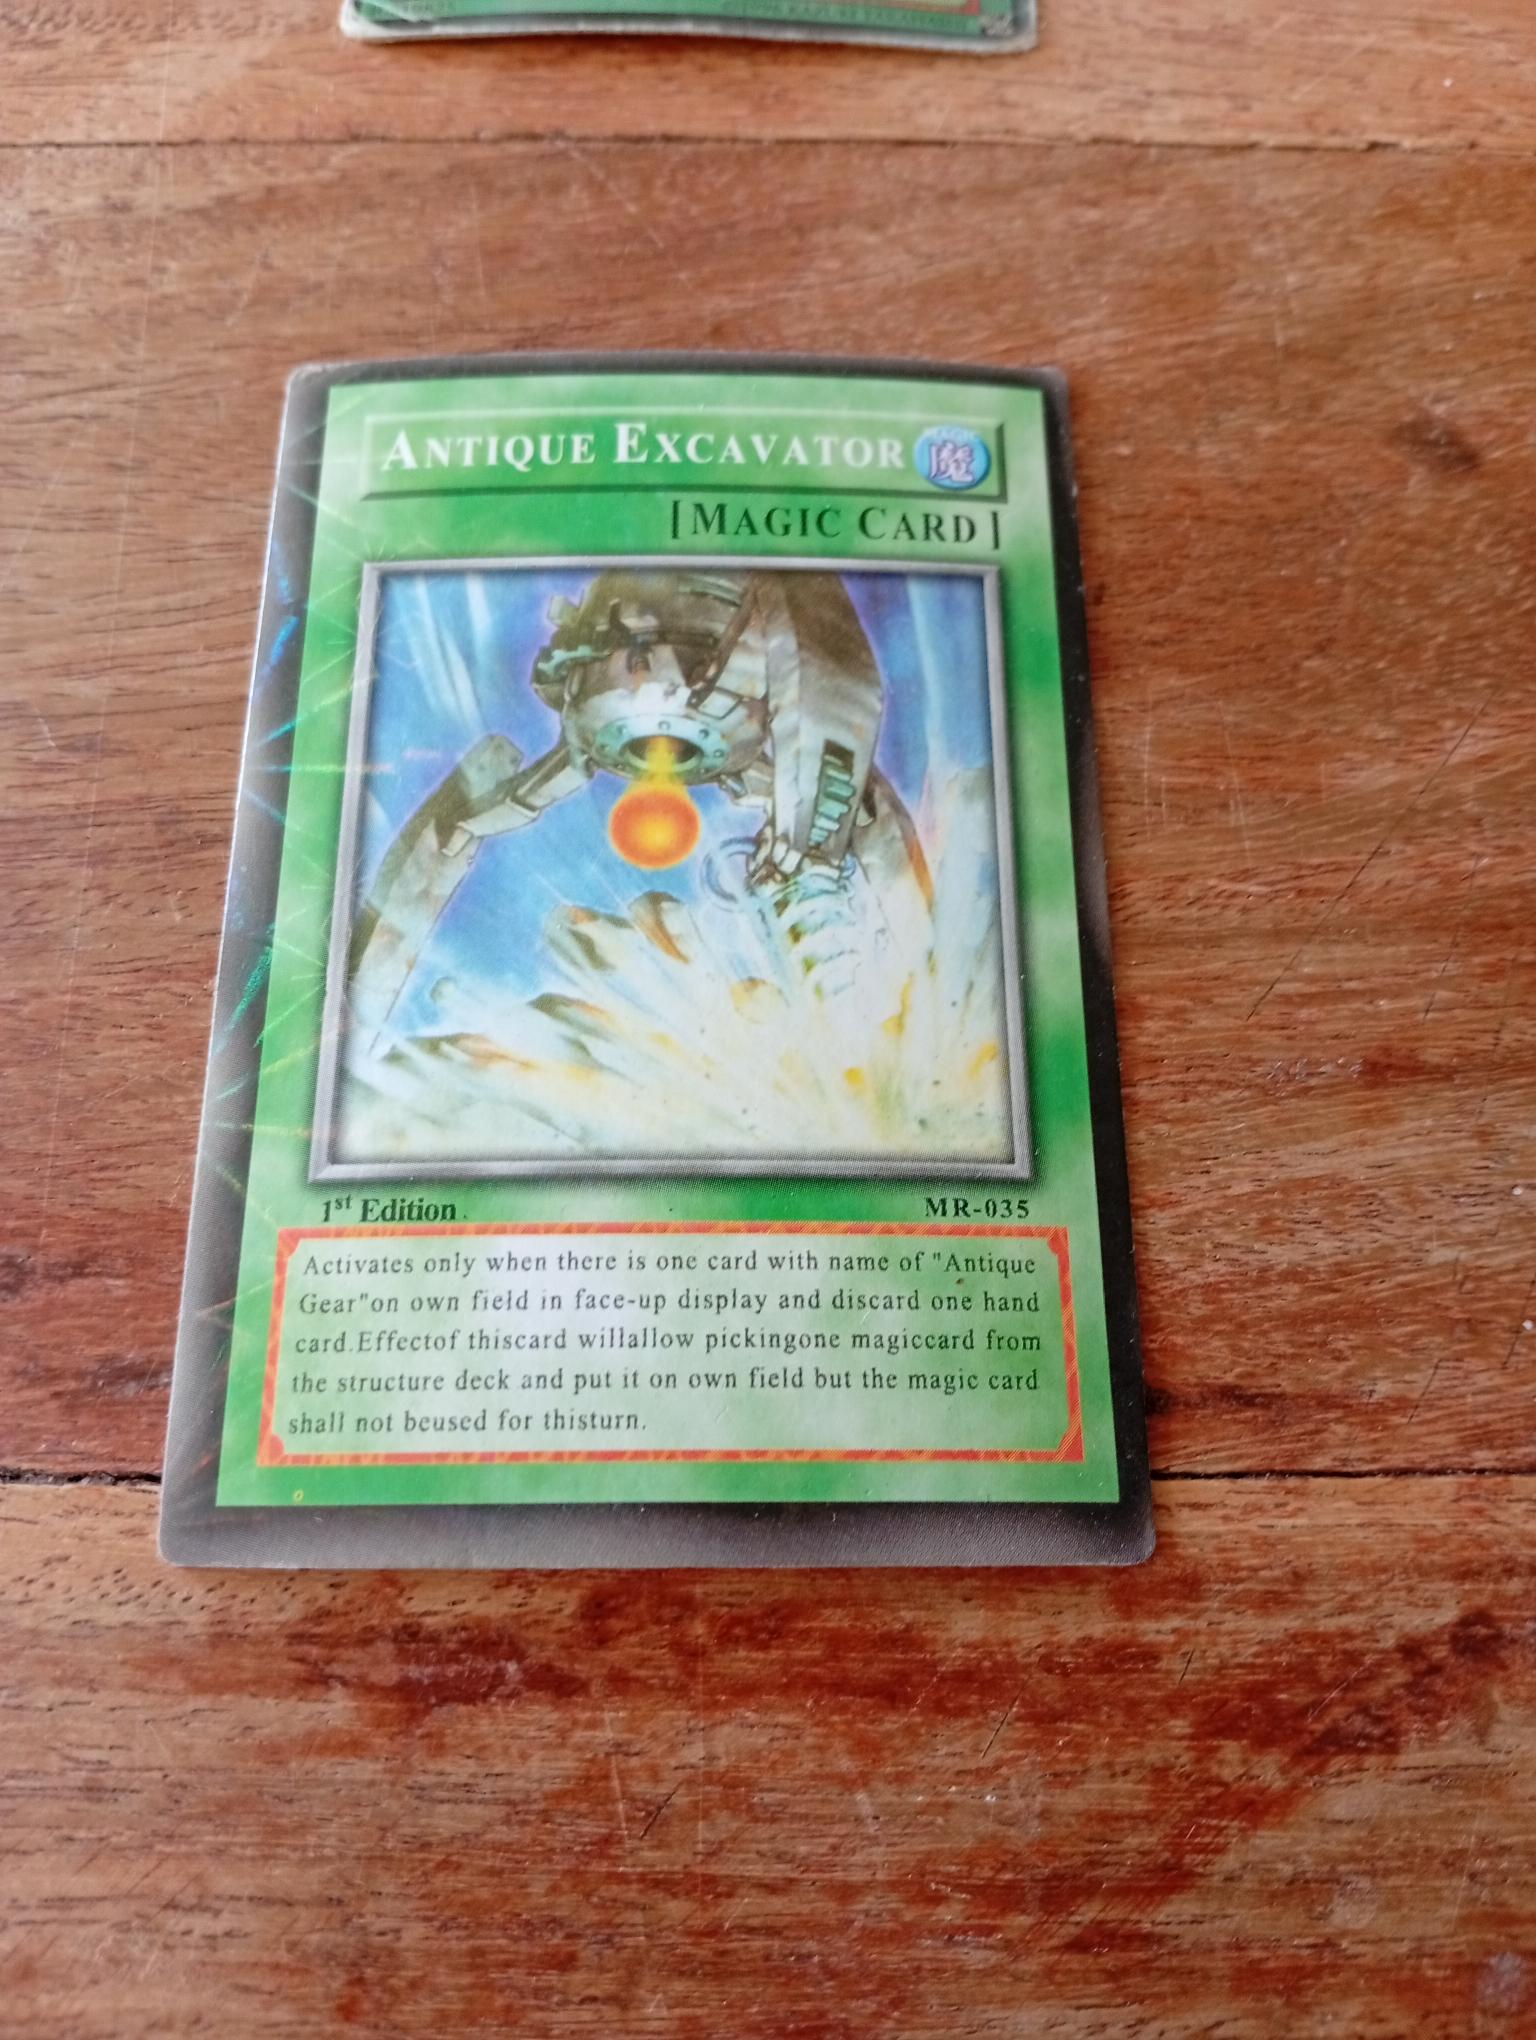 ANTIQUE EXCAVATOR 魔
[MAGIC CARD]
1st Edition
MR-035
Activates only when there is one card with name of "Antique
Gear"on own field in face-up display and discard one hand
card.Effectof thiscard willallow pickingone magiccard from
the structure deck and put it on own field but the magic card
shall not beused for thisturn.